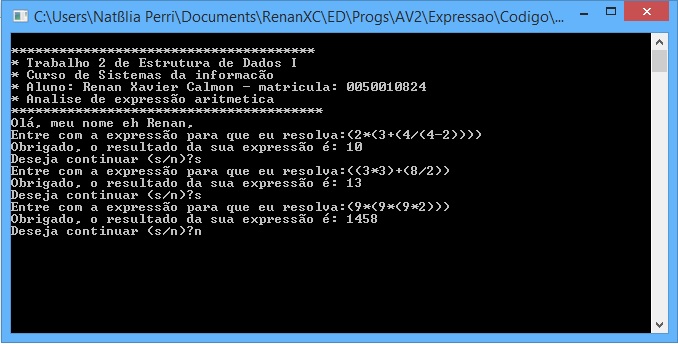 C:\Users\Natßlia Perri\Documents\RenanXC\ED\Progs\AV2\Expressao\Codigo\...
**************************************
* Trabalho 2 de Estrutura de Dados I
* Curso de Sistemas da informacão
* Aluno: Renan Xavier Calmon - matricula: 0050010824
* Analise de expressão aritmetica
***************************************
Olá, meu nome eh Renan,
Entre com a expressão para que eu resolva:(2*(3+(4/(4-2))))
Obrigado, o resultado da sua expressão é: 10
Deseja continuar (s/n)?s
Entre com a expressão para que eu resolva:((3*3)+(8/2))
Obrigado, o resultado da sua expressão é: 13
Deseja continuar (s/n)?s
Entre com a expressão para que eu resolva:(9*(9*(9*2)))
Obrigado, o resultado da sua expressão é: 1458
Deseja continuar (s/n)?n